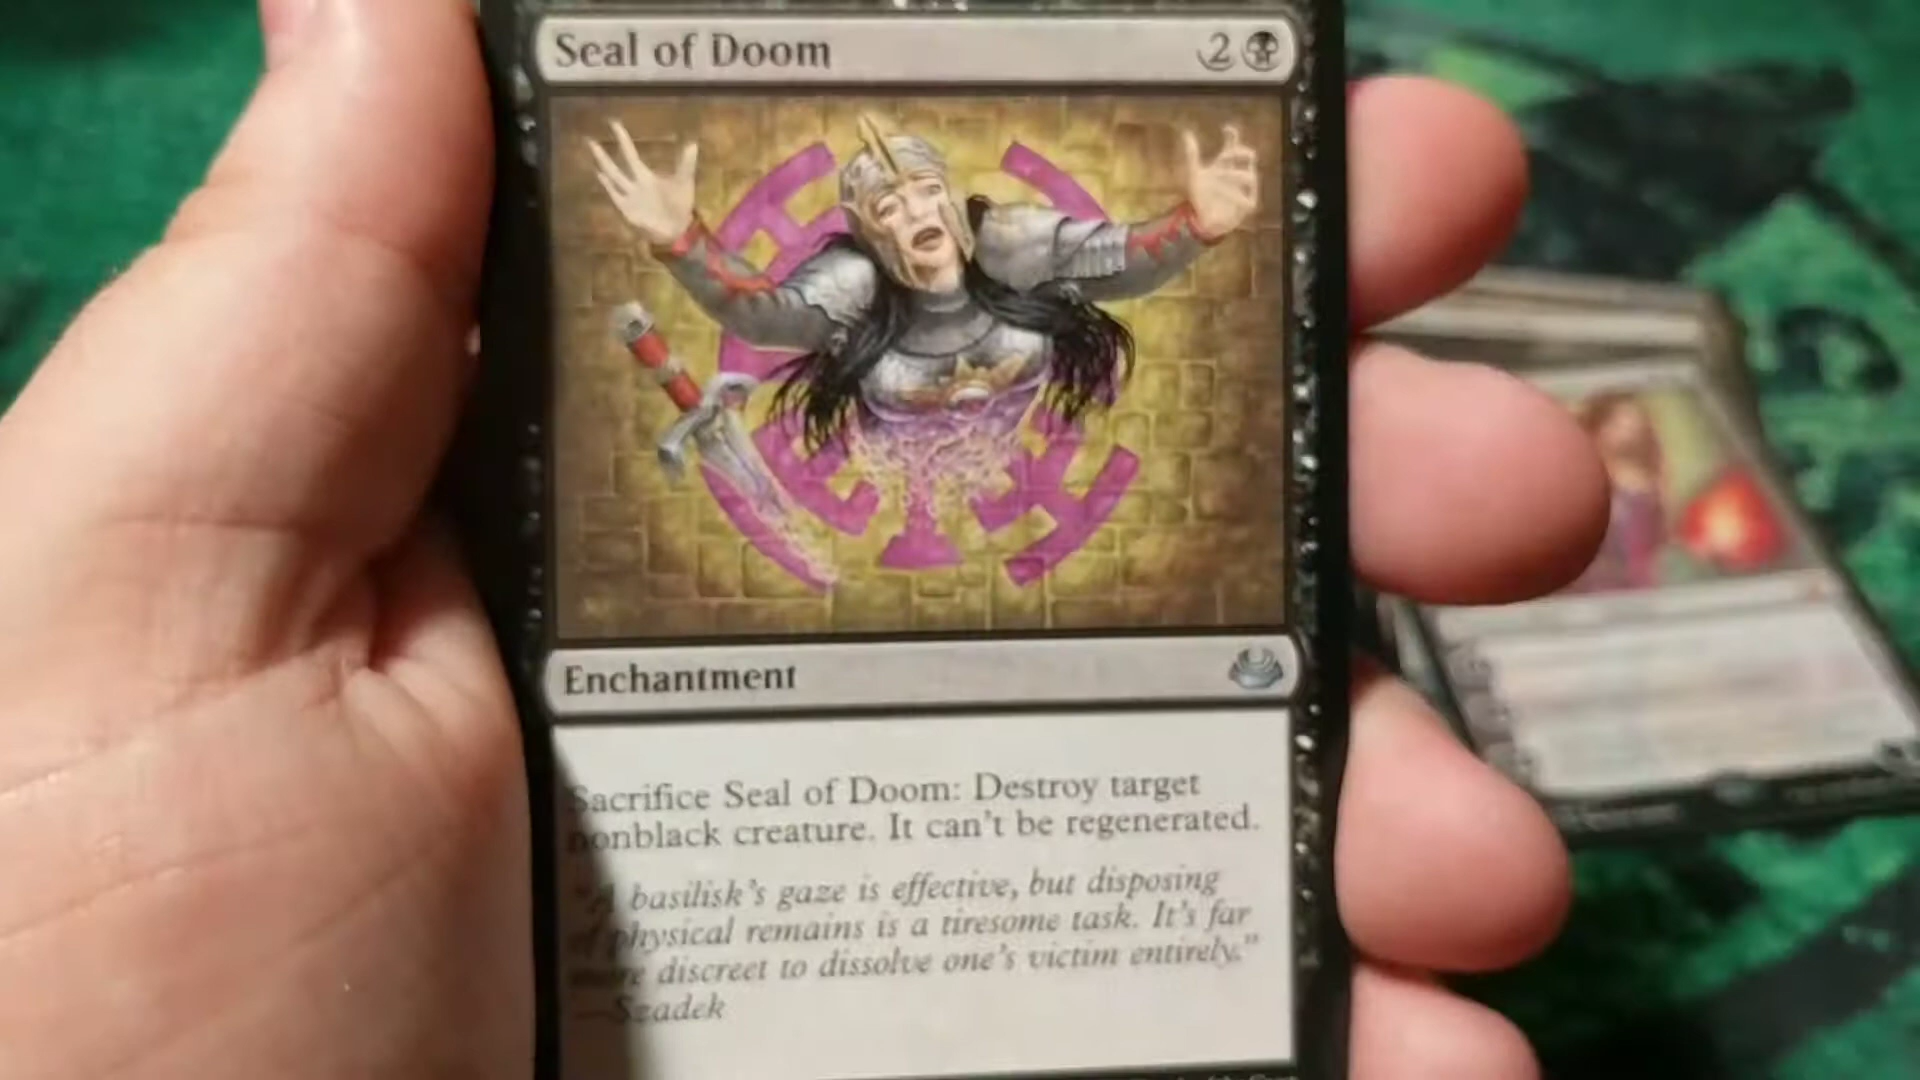 Seal of Doom 2
Enchantment
Sacrifice Seal of Doom: Destroy target
nonblack creature. It can't be regenerated.
"A basilisk's gaze is effective, but disposing
of physical remains is a tiresome task. It's far
more discreet to dissolve one's victim entirely."
—Szadek